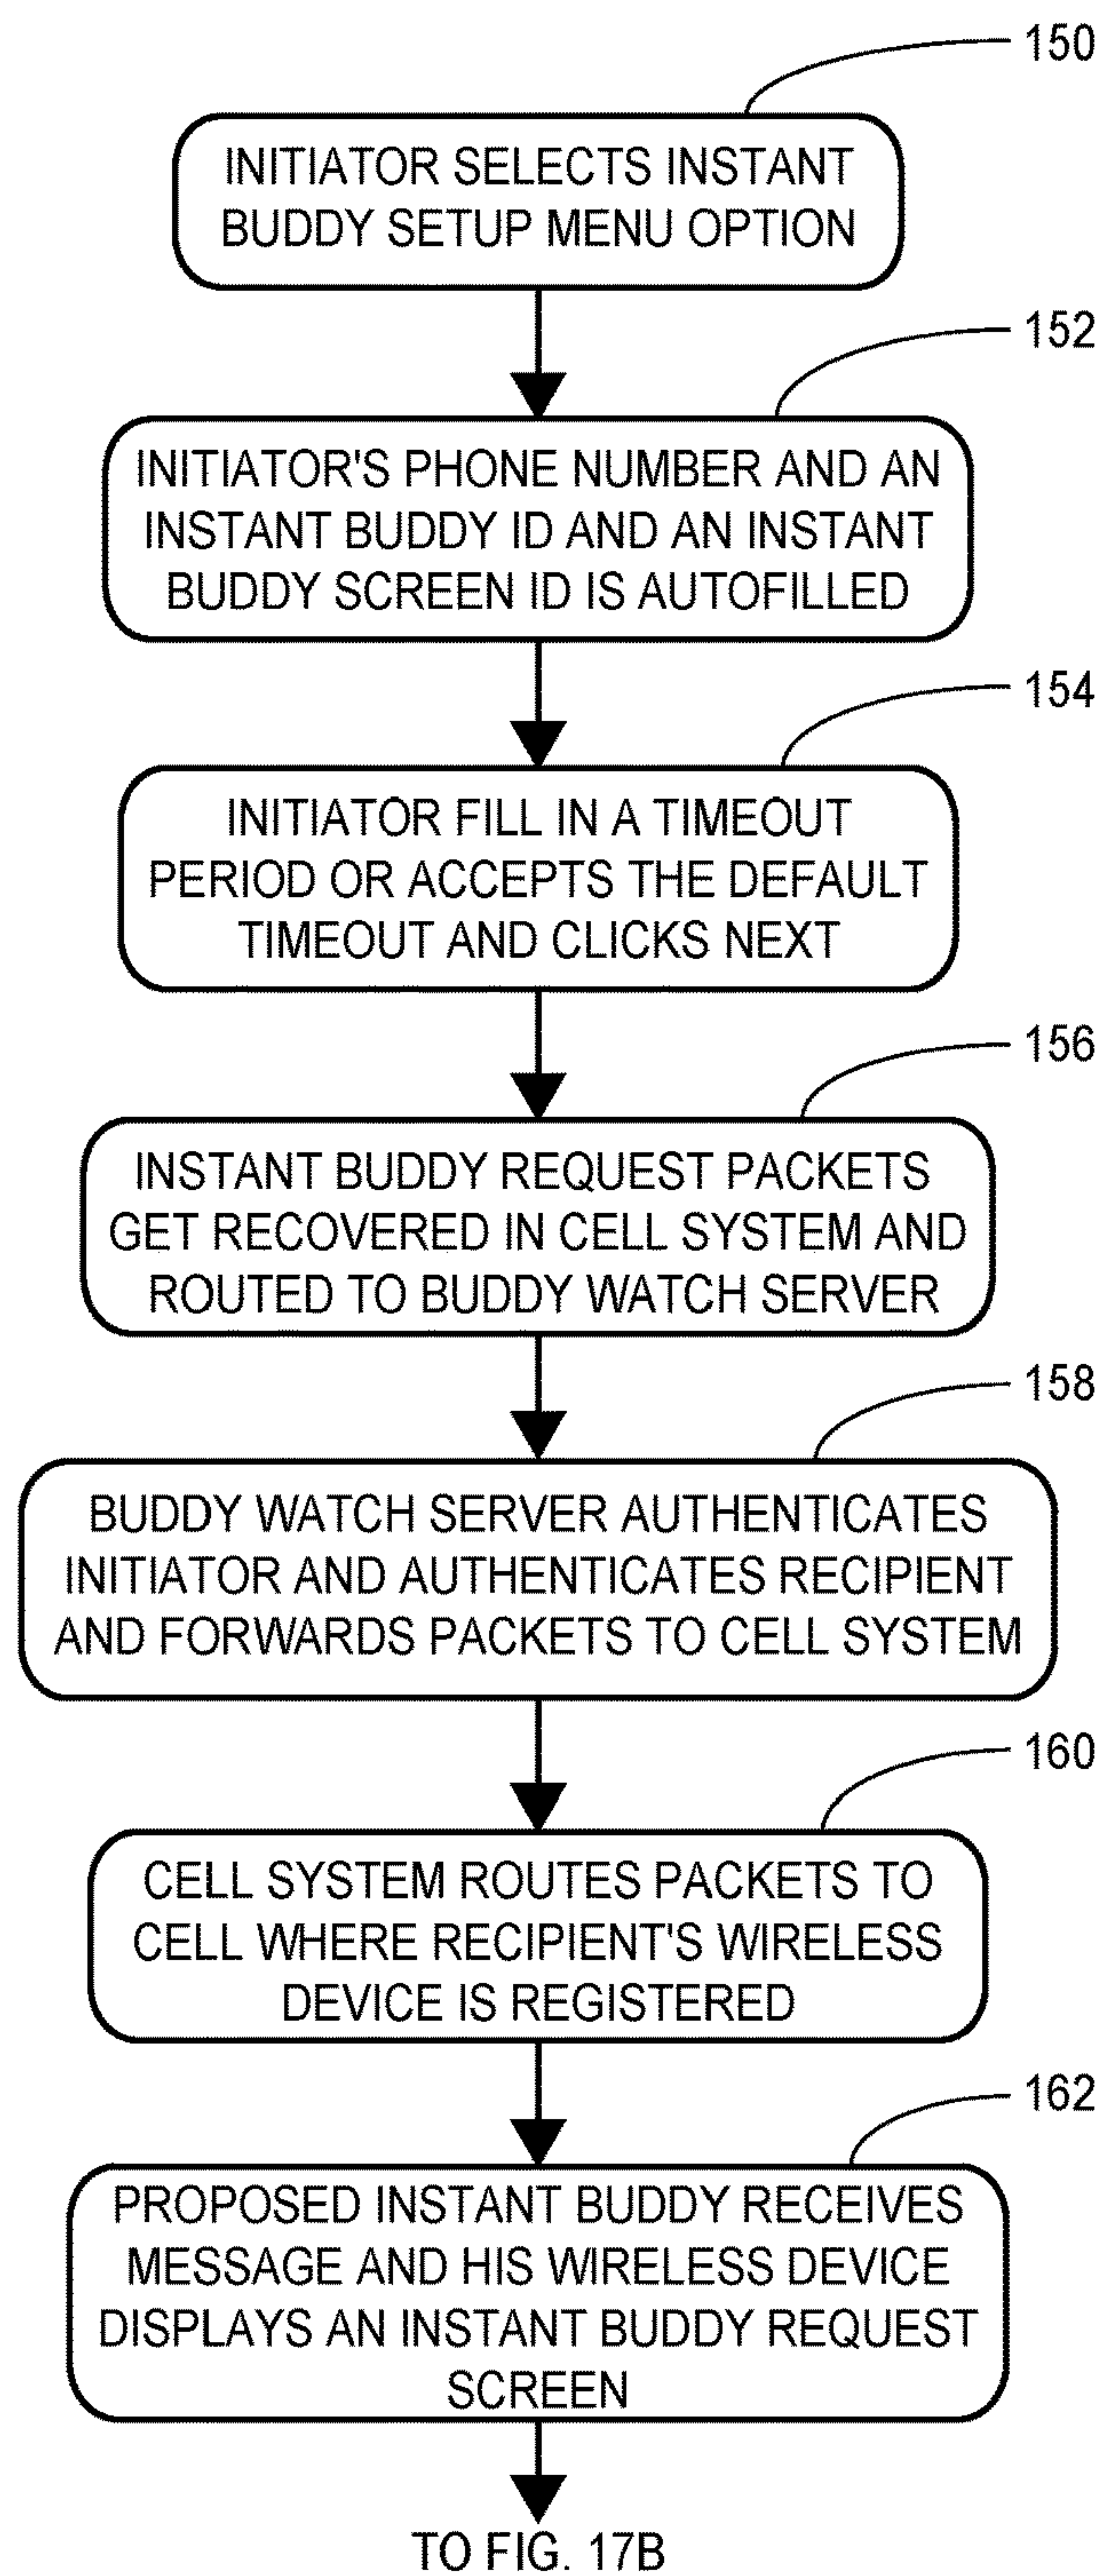 150
INITIATOR SELECTS INSTANT
BUDDY SETUP MENU OPTION
152
INITIATOR'S PHONE NUMBER AND AN
INSTANT BUDDY ID AND AN INSTANT
BUDDY SCREEN ID IS AUTOFILLED
154
INITIATOR FILL IN A TIMEOUT
PERIOD OR ACCEPTS THE DEFAULT
TIMEOUT AND CLICKS NEXT
156
INSTANT BUDDY REQUEST PACKETS
GET RECOVERED IN CELL SYSTEM AND
ROUTED TO BUDDY WATCH SERVER
158
BUDDY WATCH SERVER AUTHENTICATES
INITIATOR AND AUTHENTICATES RECIPIENT
AND FORWARDS PACKETS TO CELL SYSTEM
160
CELL SYSTEM ROUTES PACKETS TO
CELL WHERE RECIPIENT'S WIRELESS
DEVICE IS REGISTERED
162
PROPOSED INSTANT BUDDY RECEIVES
MESSAGE AND HIS WIRELESS DEVICE
DISPLAYS AN INSTANT BUDDY REQUEST
SCREEN
TO FIG. 17B